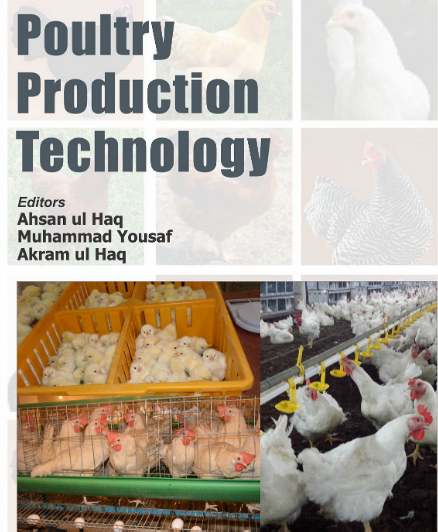 Poultry
Production
Technology
Editors
Ahsan ul Haq
Muhammad Yousaf
Akram ul Haq